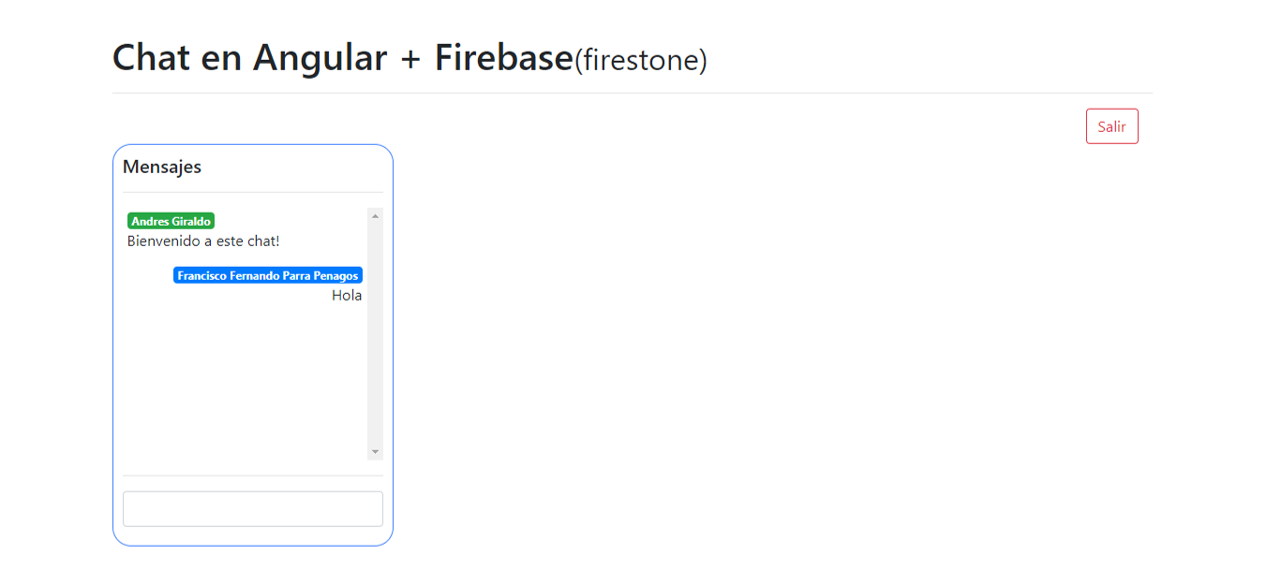 Chat en Angular + Firebase(firestone)
Salir
Mensajes
Andres Giraldo
Bienvenido a este chat!
Francisco Fernando Parra Penagos
Hola